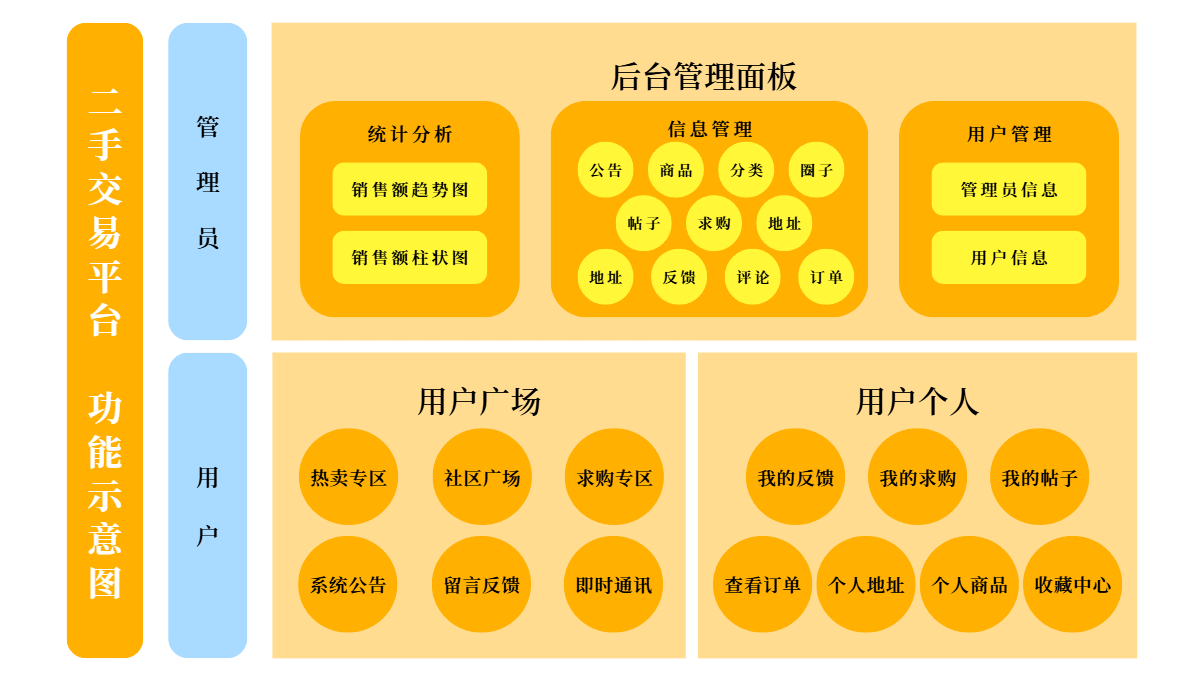 二手交易平台 功能示意图
管理员
后台管理面板
统计分析
销售额趋势图
销售额柱状图
信息管理
公告 商品 分类 圈子
帖子 求购 地址
地址 反馈 评论 订单
用户管理
管理员信息
用户信息
用户
用户广场
热卖专区 社区广场 求购专区
系统公告 留言反馈 即时通讯
用户个人
我的反馈 我的求购 我的帖子
查看订单 个人地址 个人商品 收藏中心